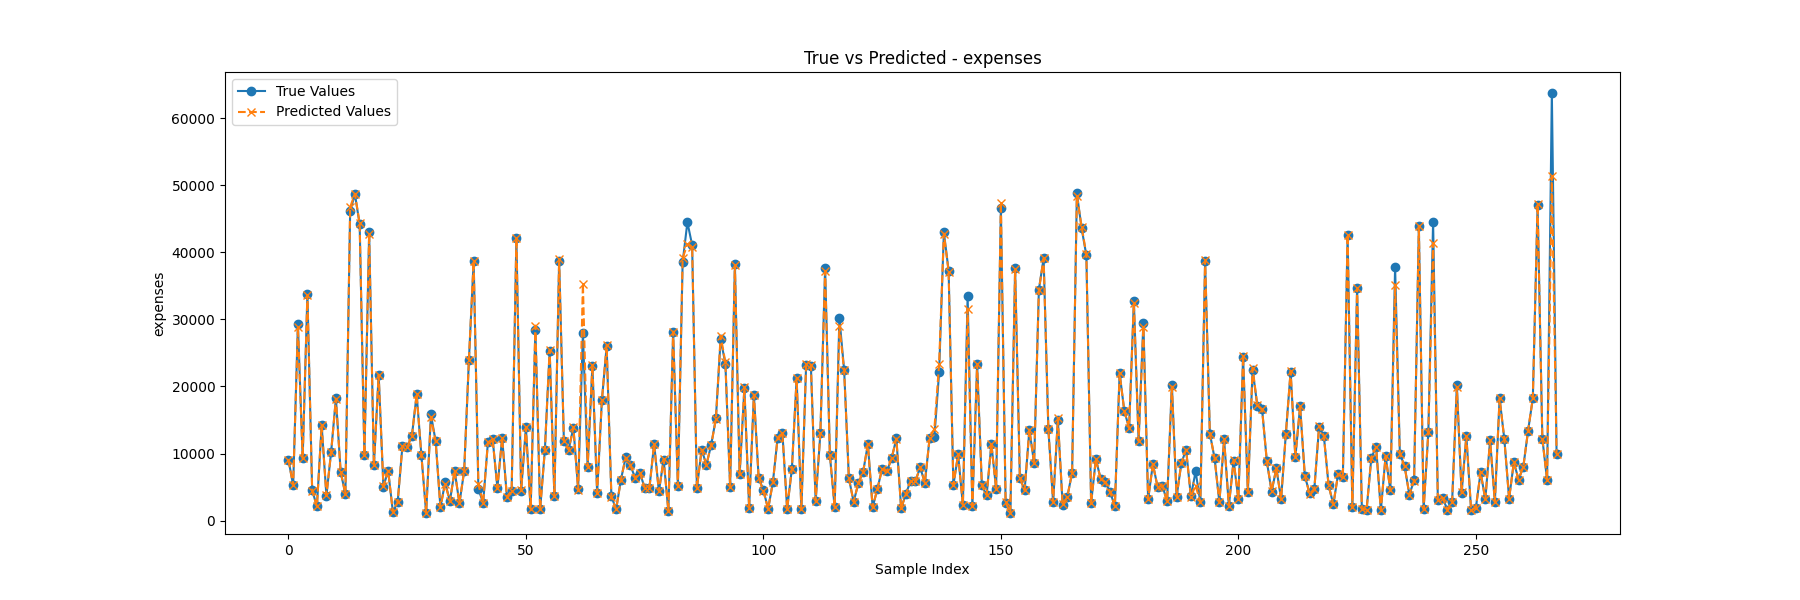 True vs Predicted - expenses
True Values
Predicted Values
60000
50000
40000
30000
20000
10000
0
expenses
0 50 100 150 200 250
Sample Index